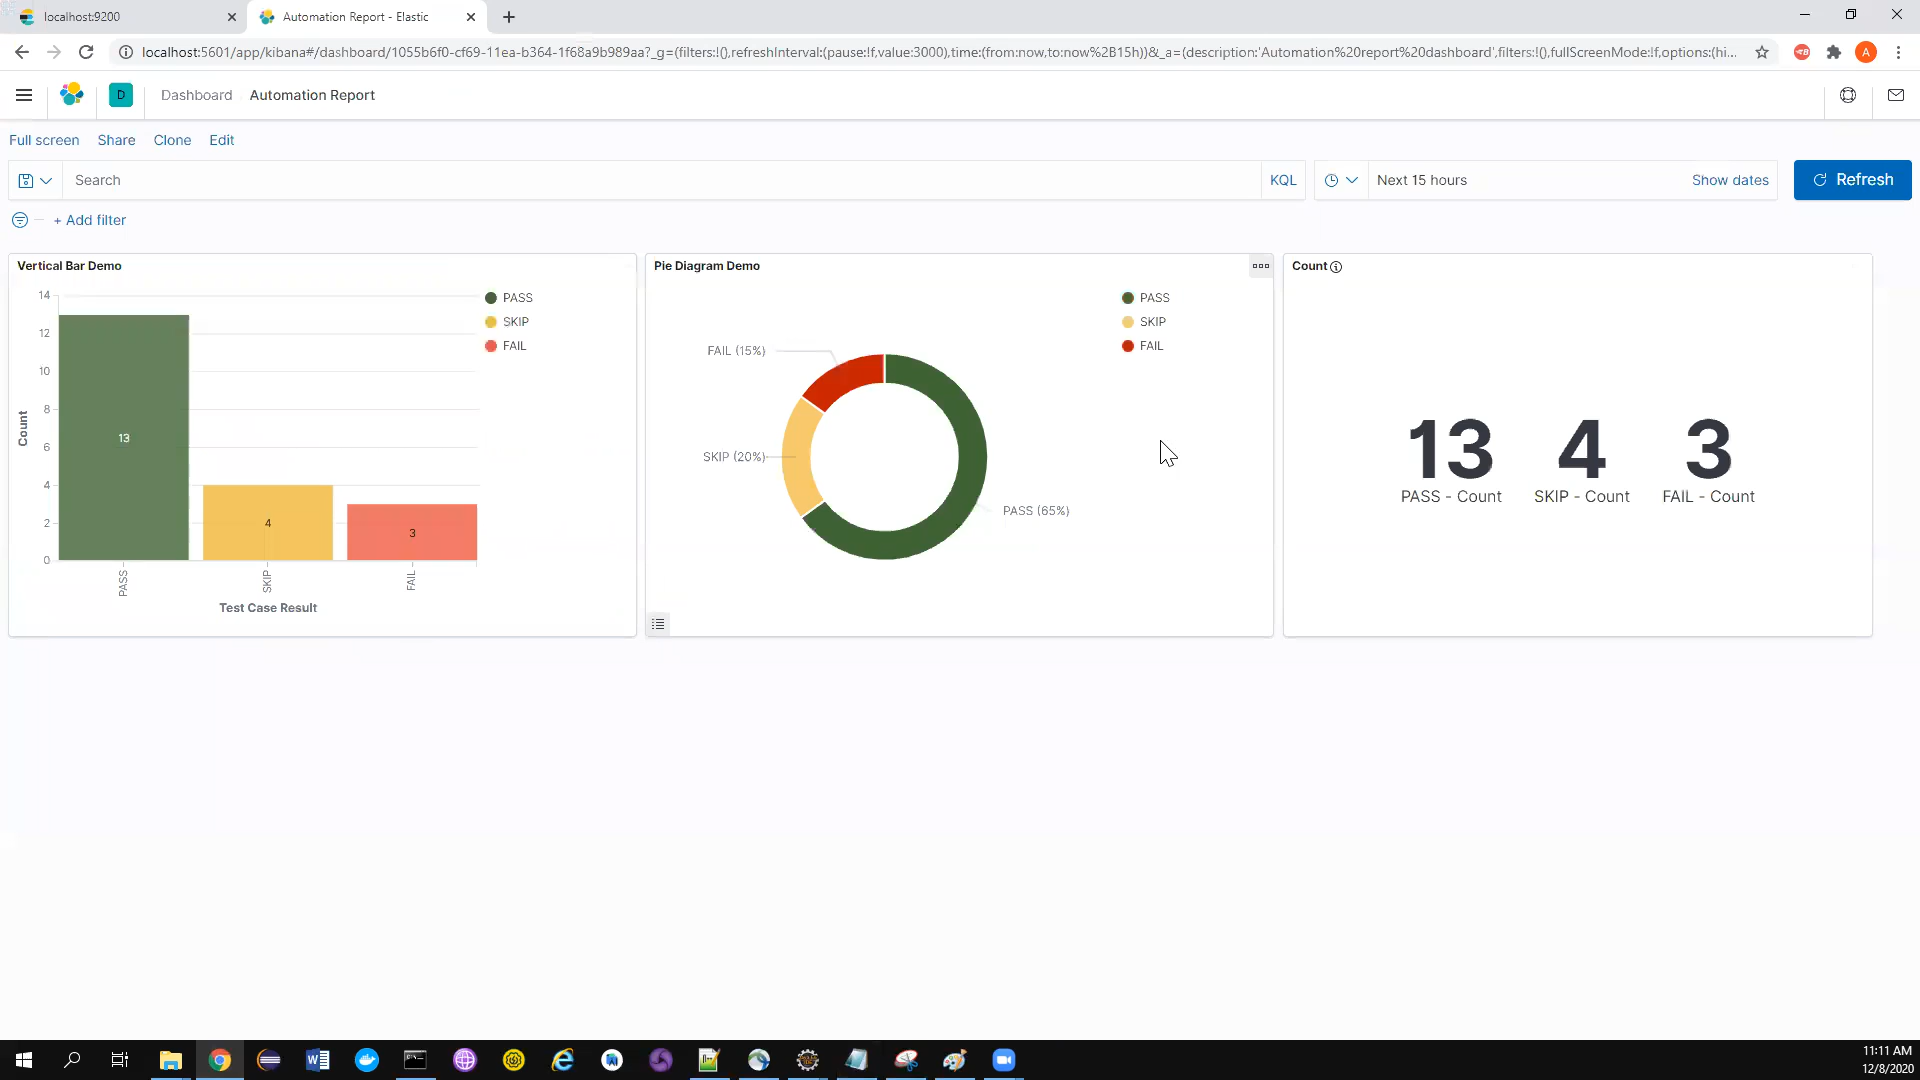 localhost:9200
Automation Report - Elastic
localhost:5601/app/kibana#/dashboard/1055b6f0-cf69-11ea-b364-1f68a9b989aa?_g=(filters:!(),refreshInterval:(pause:!f,value:3000),time:(from:now,to:now%2B15h))&_a=(description:'Automation%20report%20dashboard',filters:!(),fullScreenMode:!f,options:(hi...
A
D
Dashboard
Automation Report
Full screen
Share
Clone
Edit
Search
KQL
Next 15 hours
Show dates
Refresh
+ Add filter
Vertical Bar Demo
14
12
10
8
6
4
2
0
Count
13
4
3
PASS
SKIP
FAIL
Test Case Result
PASS
SKIP
FAIL
Pie Diagram Demo
FAIL (15%)
SKIP (20%)
PASS (65%)
PASS
SKIP
FAIL
Count
13 4 3
PASS - Count SKIP - Count FAIL - Count
11:11 AM
12/8/2020